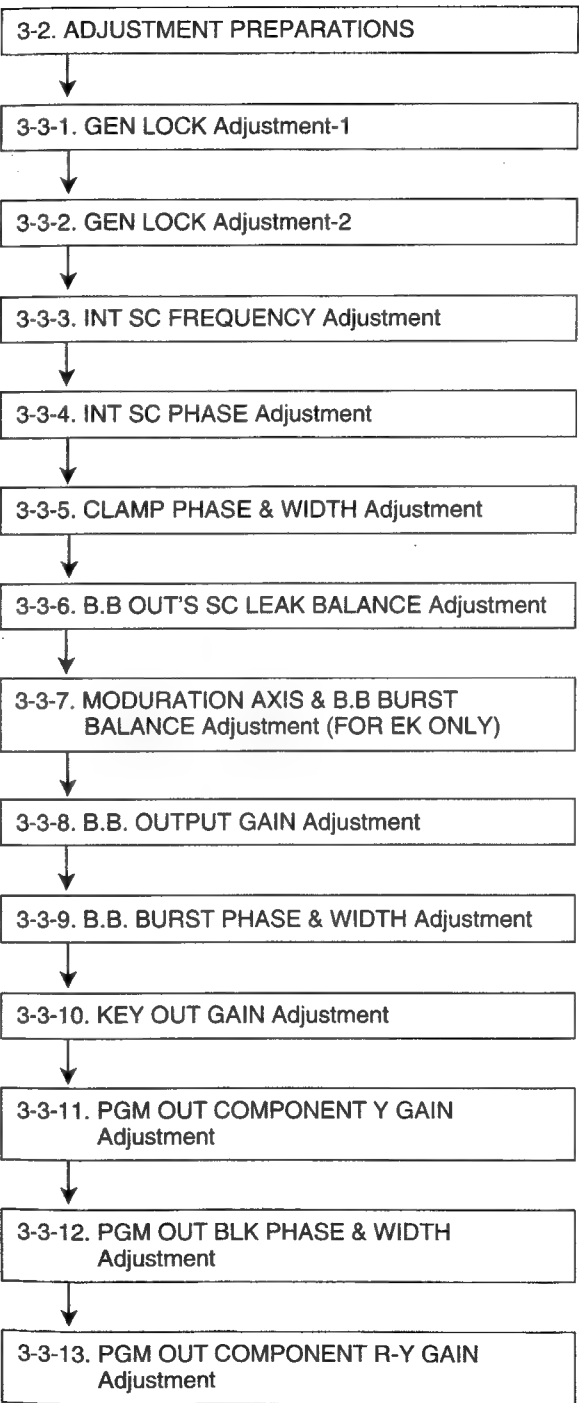 3-2. ADJUSTMENT PREPARATIONS
3-3-1. GEN LOCK Adjustment-1
3-3-2. GEN LOCK Adjustment-2
3-3-3. INT SC FREQUENCY Adjustment
3-3-4. INT SC PHASE Adjustment
3-3-5. CLAMP PHASE & WIDTH Adjustment
3-3-6. B.B OUT'S SC LEAK BALANCE Adjustment
3-3-7. MODURATION AXIS & B.B BURST
BALANCE Adjustment (FOR EK ONLY)
3-3-8. B.B. OUTPUT GAIN Adjustment
3-3-9. B.B. BURST PHASE & WIDTH Adjustment
3-3-10. KEY OUT GAIN Adjustment
3-3-11. PGM OUT COMPONENT Y GAIN
Adjustment
3-3-12. PGM OUT BLK PHASE & WIDTH
Adjustment
3-3-13. PGM OUT COMPONENT R-Y GAIN
Adjustment